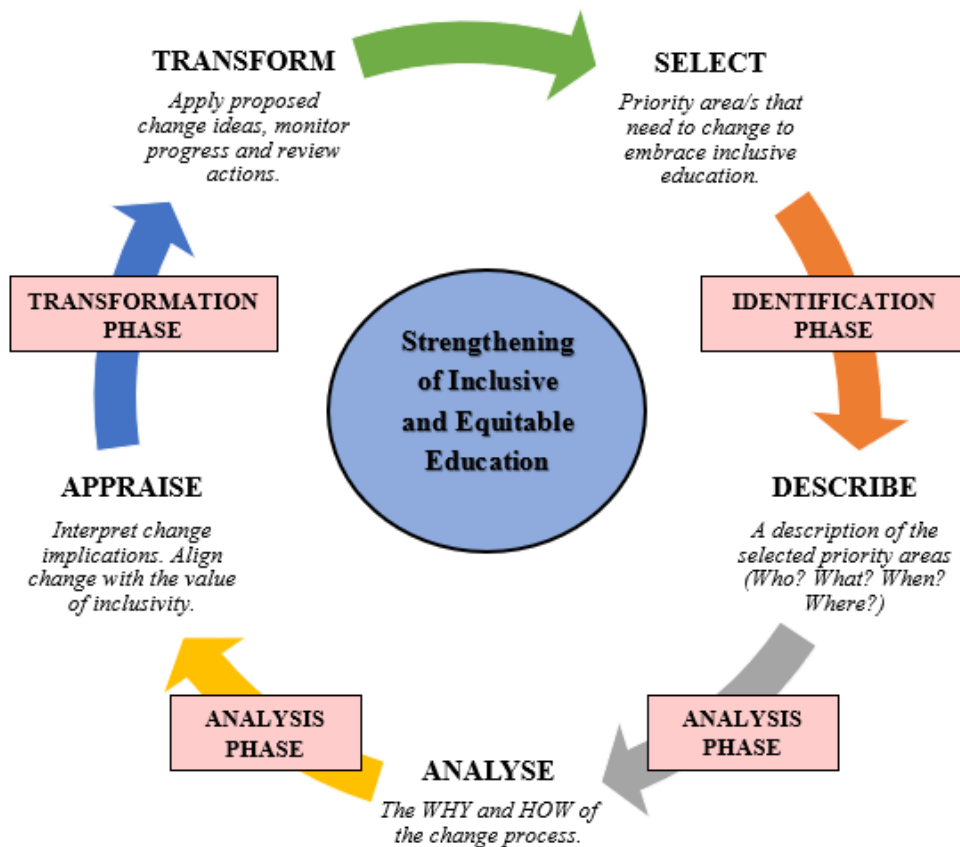 TRANSFORM
Apply proposed
change ideas, monitor
progress and review
actions.
SELECT
Priority area/s that
need to change to
embrace inclusive
education.
TRANSFORMATION
PHASE
IDENTIFICATION
PHASE
Strengthening
of Inclusive
and Equitable
Education
APPRAISE
Interpret change
implications. Align
change with the value
of inclusivity.
DESCRIBE
A description of the
selected priority areas
(Who? What? When?
Where?)
ANALYSIS
PHASE
ANALYSIS
PHASE
ANALYSE
The WHY and HOW of
the change process.